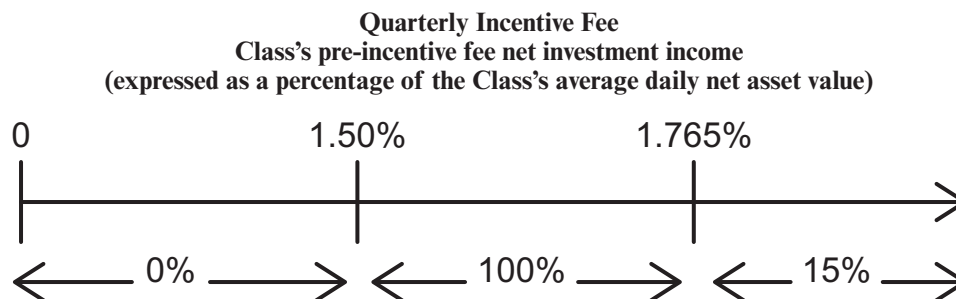 Quarterly Incentive Fee
Class’s pre-incentive fee net investment income
(expressed as a percentage of the Class’s average daily net asset value)
0 1.50% 1.765%
0% 100% 15%